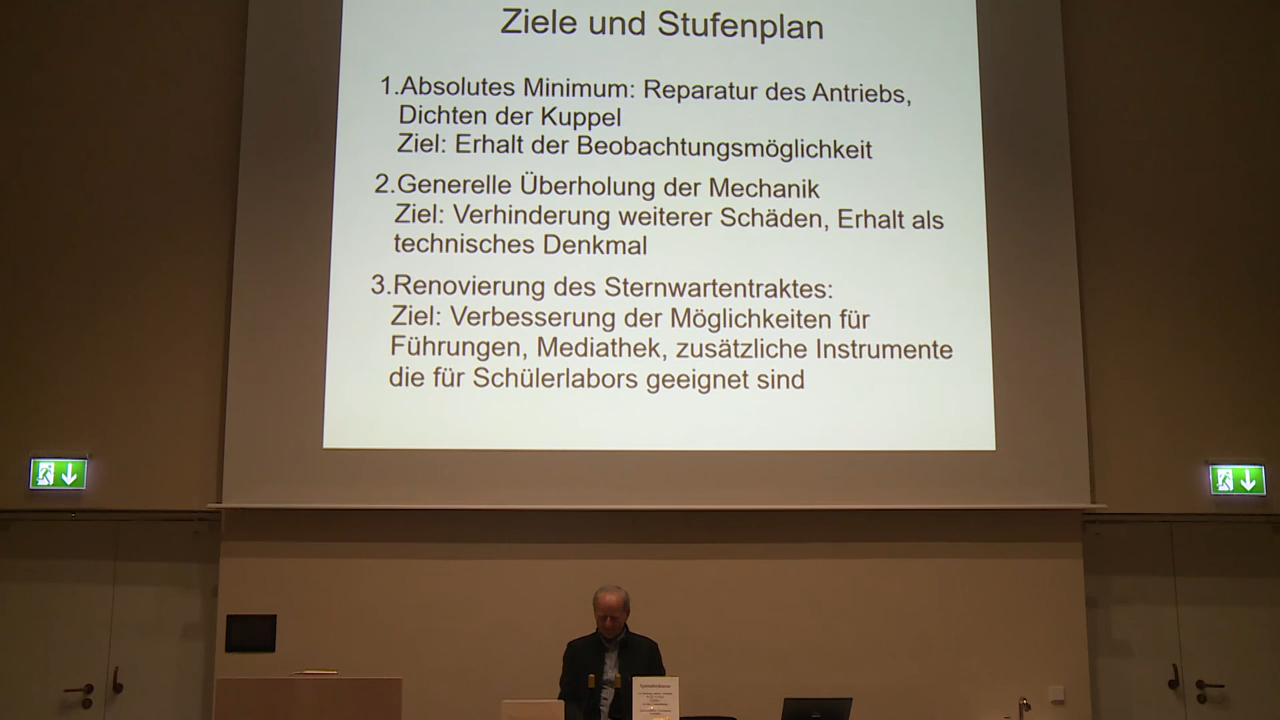 Ziele und Stufenplan
1.Absolutes Minimum: Reparatur des Antriebs,
Dichten der Kuppel
Ziel: Erhalt der Beobachtungsmöglichkeit
2.Generelle Überholung der Mechanik
Ziel: Verhinderung weiterer Schäden, Erhalt als
technisches Denkmal
3.Renovierung des Sternwartentraktes:
Ziel: Verbesserung der Möglichkeiten für
Führungen, Mediathek, zusätzliche Instrumente
die für Schülerlabors geeignet sind